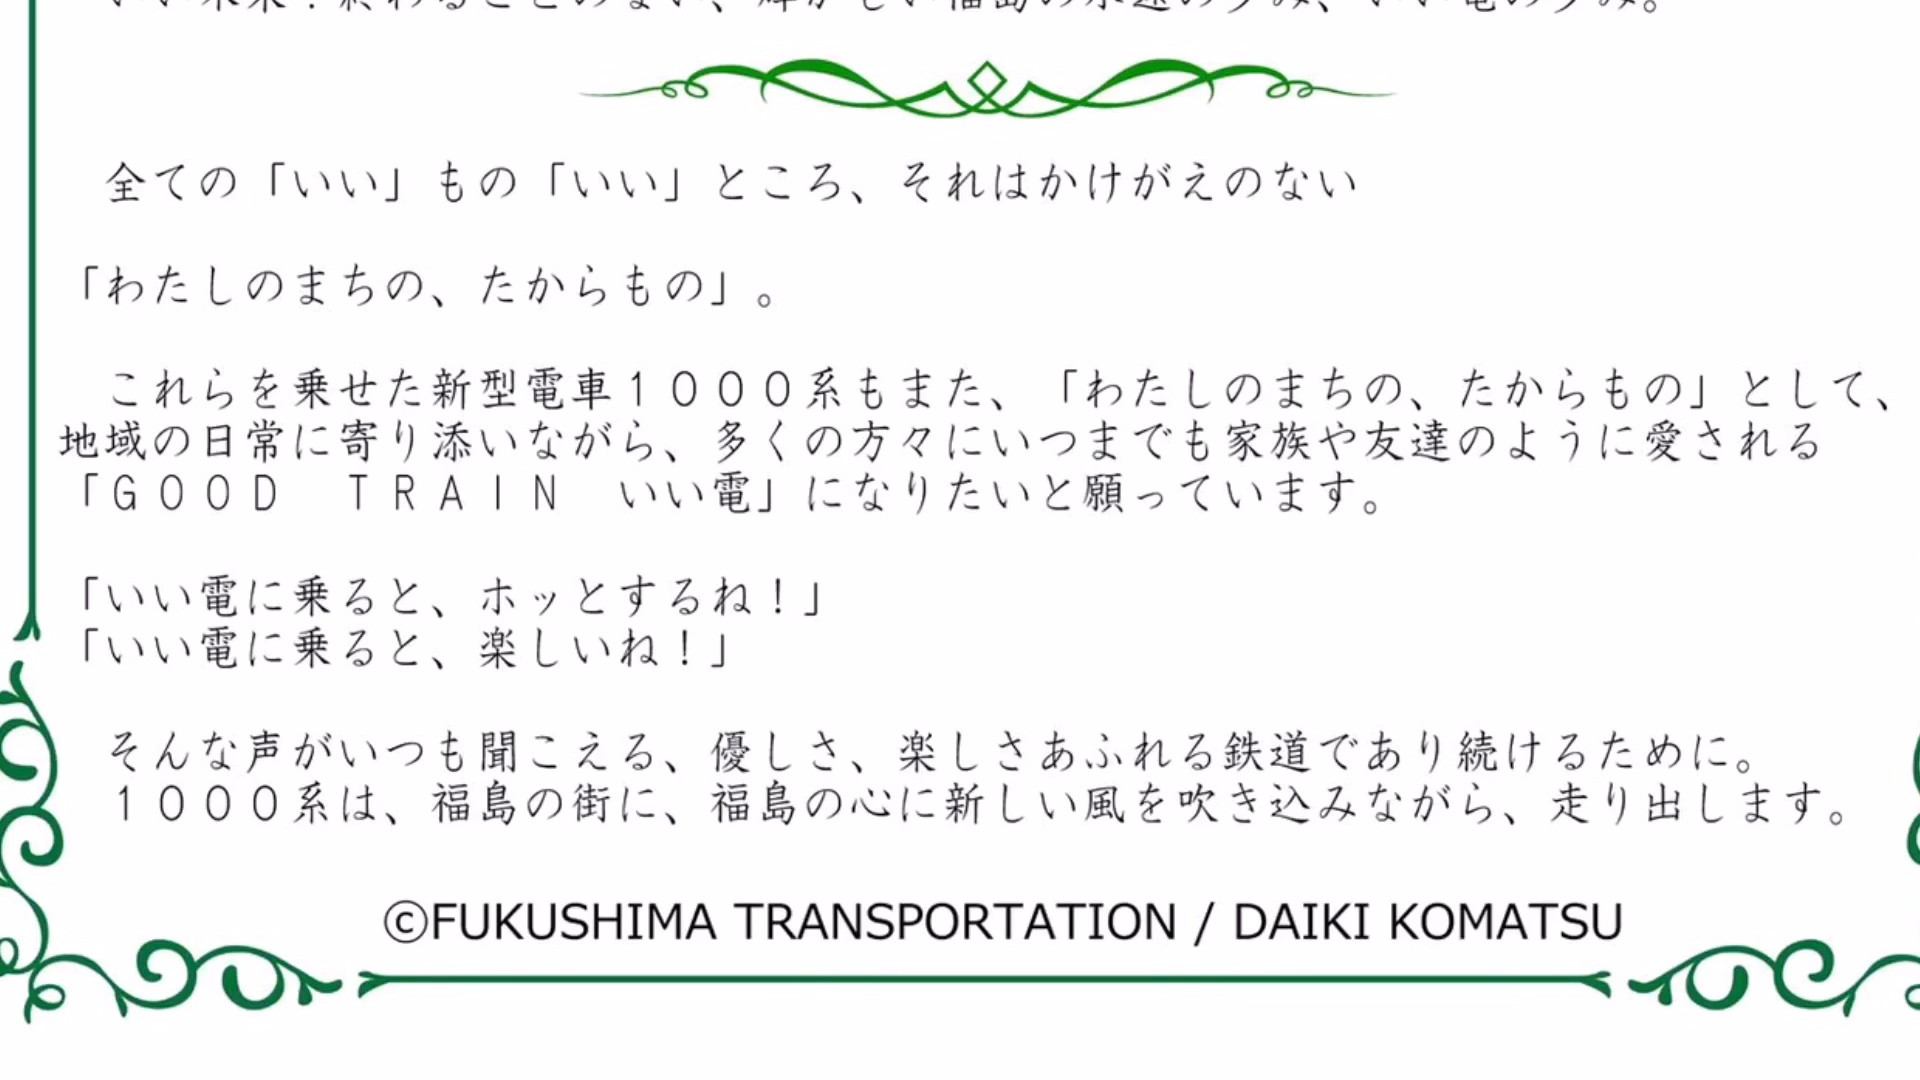 全ての「いい」もの「いい」ところ、それはかけがえのない
「わたしのまちの、たからもの」。
これらを乗せた新型電車１０００系もまた、「わたしのまちの、たからもの」として、
地域の日常に寄り添いながら、多くの方々にいつまでも家族や友達のように愛される
「ＧＯＯＤ　ＴＲＡＩＮ　いい電」になりたいと願っています。
「いい電に乗ると、ホッとするね！」
「いい電に乗ると、楽しいね！」
そんな声がいつも聞こえる、優しさ、楽しさあふれる鉄道であり続けるために。
１０００系は、福島の街に、福島の心に新しい風を吹き込みながら、走り出します。
©FUKUSHIMA TRANSPORTATION / DAIKI KOMATSU